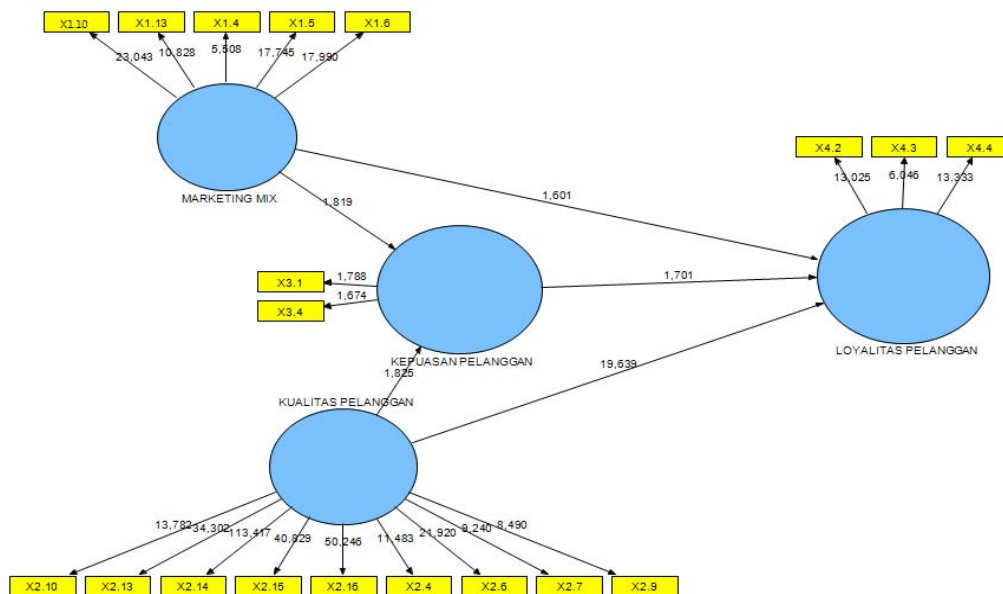 X1.10
X1.13
X1.4
X1.5
X1.6
23,043
10,828
5,508
17,745
17,990
MARKETING MIX
X4.2
X4.3
X4.4
13,025
6,046
13,333
LOYALITAS PELANGGAN
1,819
1,601
X3.1
1,788
X3.4
1,674
1,701
KEPUASAN PELANGGAN
1,825
19,639
KUALITAS PELANGGAN
13,782
34,302
113,417
40,829
50,246
11,483
21,920
9,240
8,490
X2.10
X2.13
X2.14
X2.15
X2.16
X2.4
X2.6
X2.7
X2.9